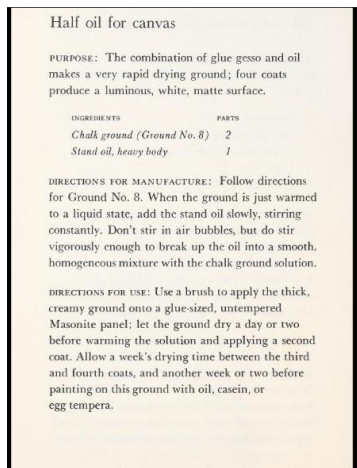 Half oil for canvas
PURPOSE: The combination of glue gesso and oil
makes a very rapid drying ground; four coats
produce a luminous, white, matte surface.
INGREDIENTS PARTS
Chalk ground (Ground No. 8) 2
Stand oil, heavy body 1
DIRECTIONS FOR MANUFACTURE: Follow directions
for Ground No. 8. When the ground is just warmed
to a liquid state, add the stand oil slowly, stirring
constantly. Don't stir in air bubbles, but do stir
vigorously enough to break up the oil into a smooth,
homogeneous mixture with the chalk ground solution.
DIRECTIONS FOR USE: Use a brush to apply the thick,
creamy ground onto a glue-sized, untempered
Masonite panel; let the ground dry a day or two
before warming the solution and applying a second
coat. Allow a week's drying time between the third
and fourth coats, and another week or two before
painting on this ground with oil, casein, or
egg tempera.